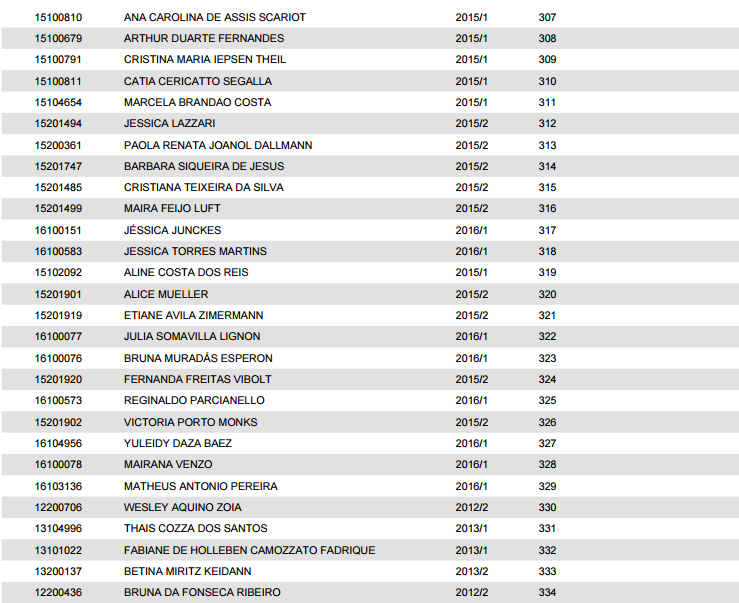 15100810 ANA CAROLINA DE ASSIS SCARIOT 2015/1 307
15100679 ARTHUR DUARTE FERNANDES 2015/1 308
15100791 CRISTINA MARIA IEPSEN THEIL 2015/1 309
15100811 CATIA CERICATTO SEGALLA 2015/1 310
15104654 MARCELA BRANDAO COSTA 2015/1 311
15201494 JESSICA LAZZARI 2015/2 312
15200361 PAOLA RENATA JOANOL DALLMANN 2015/2 313
15201747 BARBARA SIQUEIRA DE JESUS 2015/2 314
15201485 CRISTIANA TEIXEIRA DA SILVA 2015/2 315
15201499 MAIRA FEIJO LUFT 2015/2 316
16100151 JÉSSICA JUNCKES 2016/1 317
16100583 JESSICA TORRES MARTINS 2016/1 318
15102092 ALINE COSTA DOS REIS 2015/1 319
15201901 ALICE MUELLER 2015/2 320
15201919 ETIANE AVILA ZIMERMANN 2015/2 321
16100077 JULIA SOMAVILLA LIGNON 2016/1 322
16100076 BRUNA MURADÁS ESPERON 2016/1 323
15201920 FERNANDA FREITAS VIBOLT 2015/2 324
16100573 REGINALDO PARCIANELLO 2016/1 325
15201902 VICTORIA PORTO MONKS 2015/2 326
16104956 YULEIDY DAZA BAEZ 2016/1 327
16100078 MAIRANA VENZO 2016/1 328
16103136 MATHEUS ANTONIO PEREIRA 2016/1 329
12200706 WESLEY AQUINO ZOIA 2012/2 330
13104996 THAIS COZZA DOS SANTOS 2013/1 331
13101022 FABIANE DE HOLLEBEN CAMOZZATO FADRIQUE 2013/1 332
13200137 BETINA MIRITZ KEIDANN 2013/2 333
12200436 BRUNA DA FONSECA RIBEIRO 2012/2 334